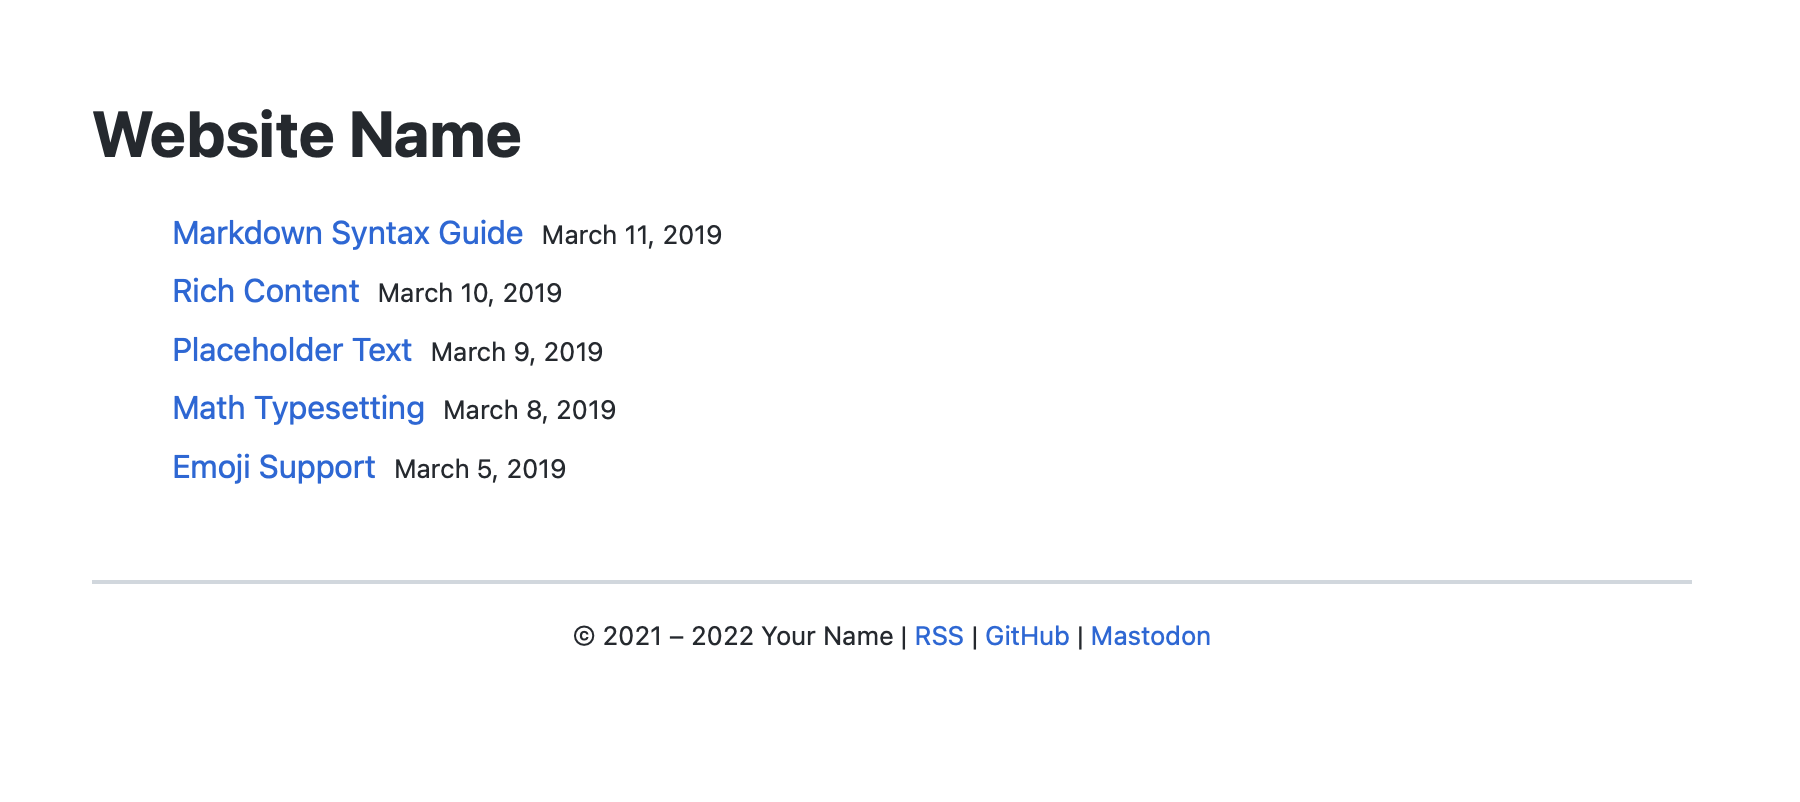 Website Name
Markdown Syntax Guide March 11, 2019
Rich Content March 10, 2019
Placeholder Text March 9, 2019
Math Typesetting March 8, 2019
Emoji Support March 5, 2019
© 2021 – 2022 Your Name | RSS | GitHub | Mastodon